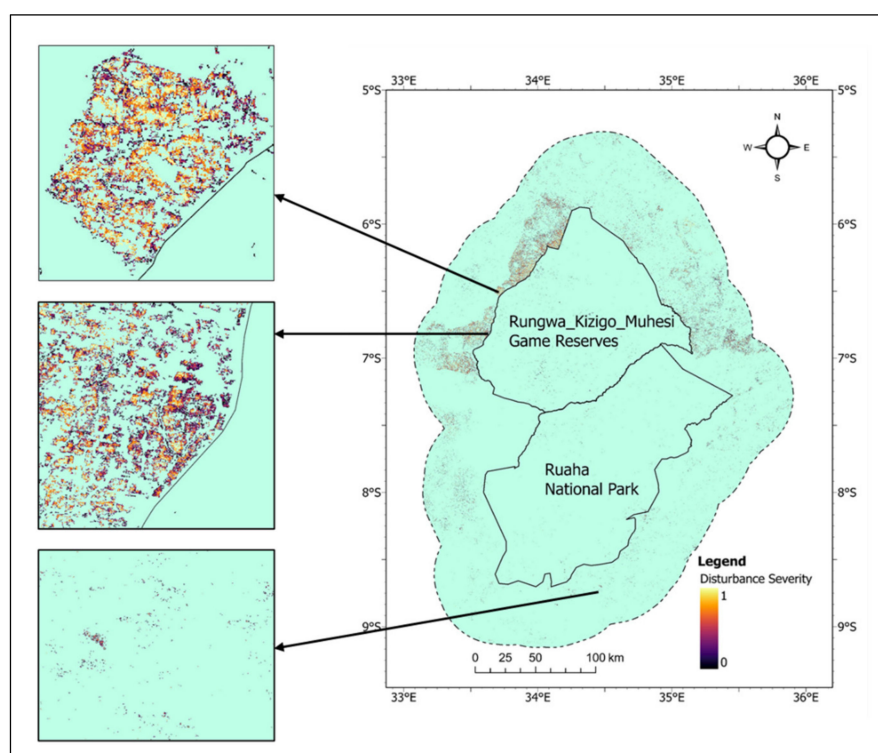 33°E 34°E 35°E 36°E
5°S 5°S
N
W E
S
6°S 6°S
Rungwa_Kizigo_Muhesi
Game Reserves
7°S 7°S
Ruaha
National Park
8°S 8°S
Legend
Disturbance Severity
1
0
9°S 9°S
0 25 50 100 km
33°E 34°E 35°E 36°E